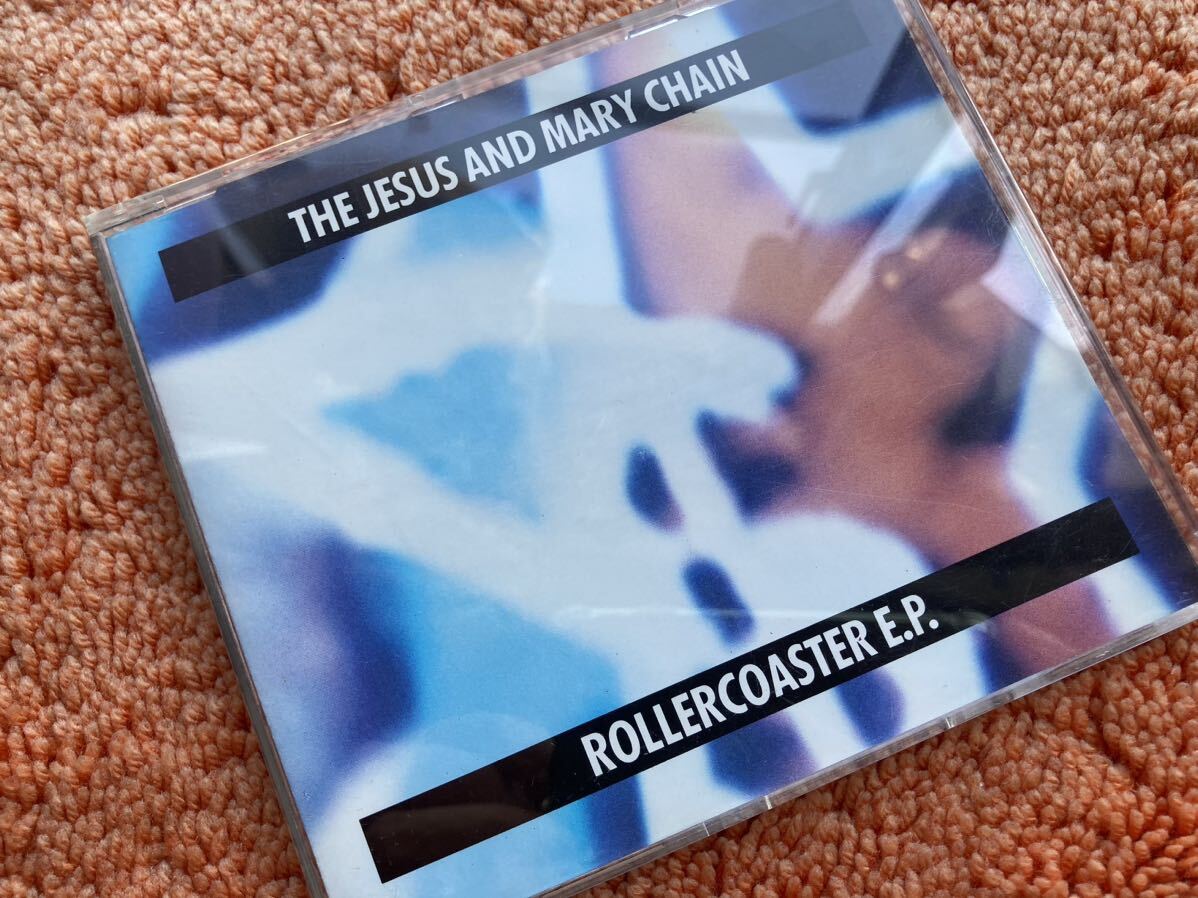 THE JESUS AND MARY CHAIN
ROLLERCOASTER E.P.